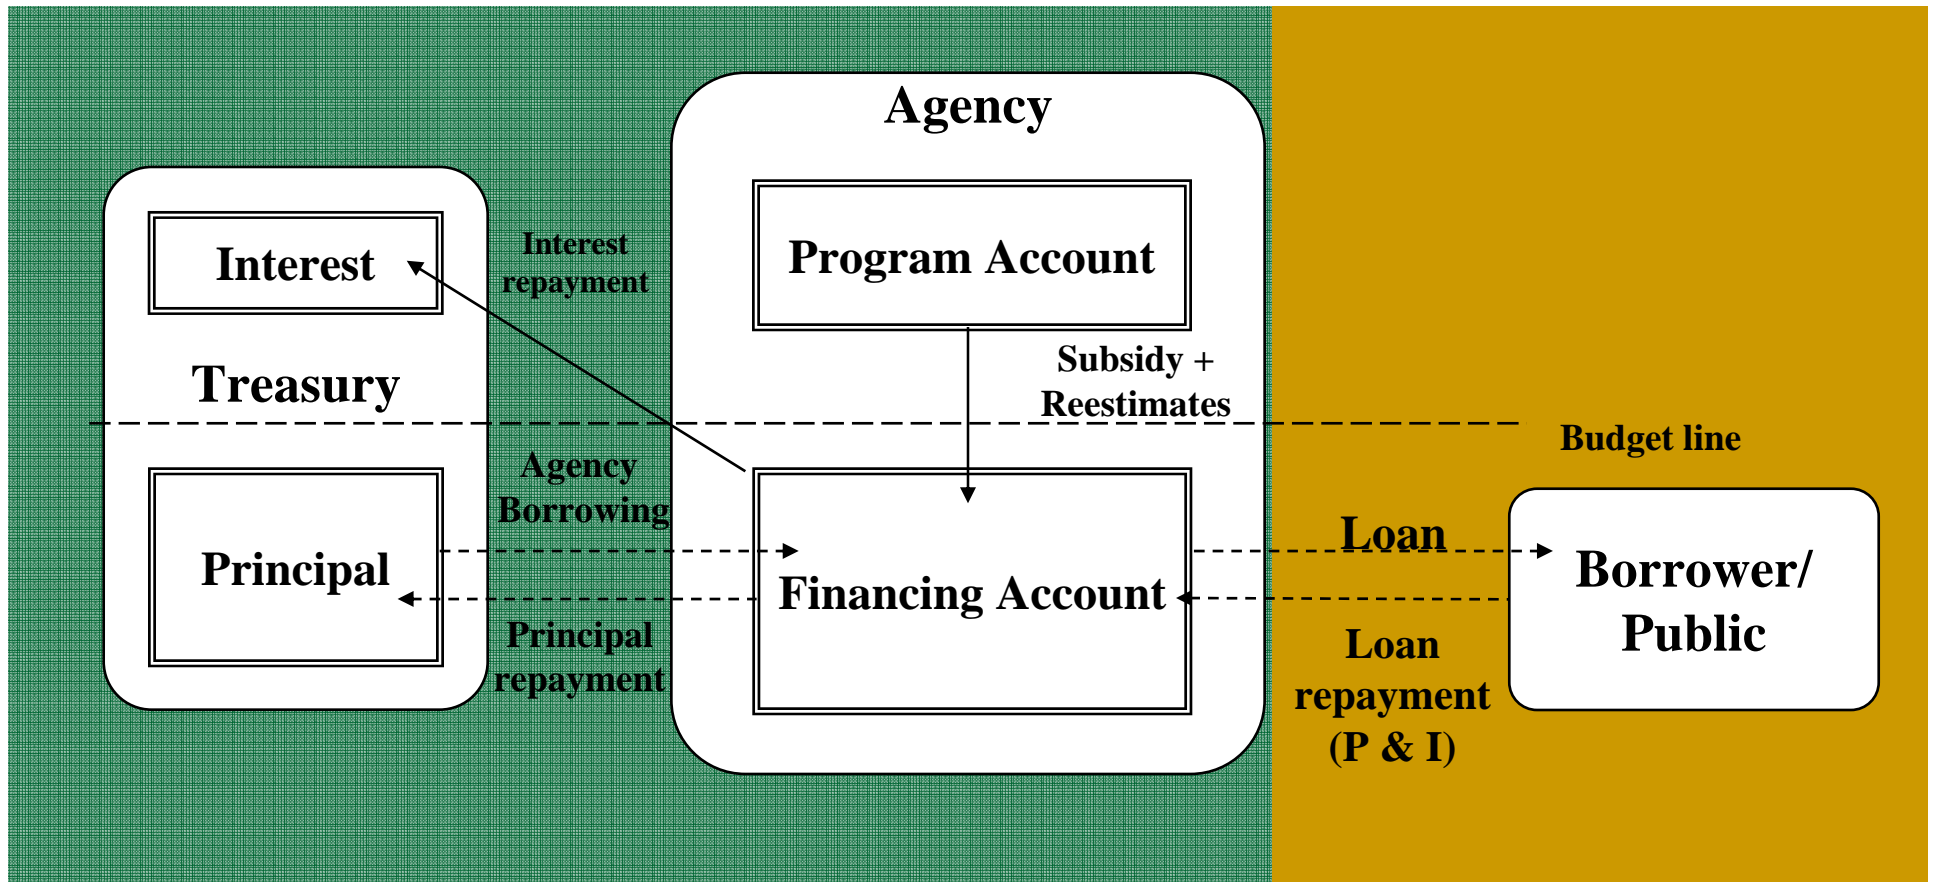 Agency
Program Account
Interest
Interest
repayment
Treasury
Subsidy +
Reestimates
Budget line
Agency
Borrowing
Principal
Financing Account
Principal
repayment
Loan
Borrower/
Public
Loan
repayment
(P & I)